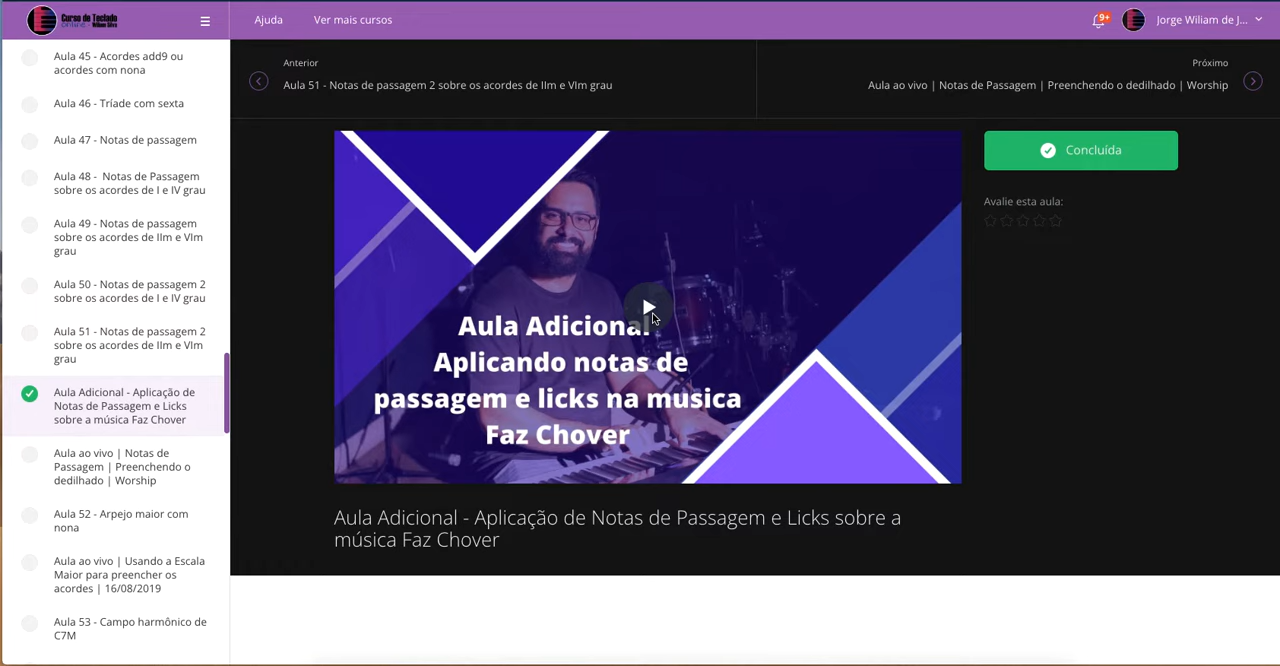 Curso de Teclado
ONLINE - Wiliam Silva
Ajuda
Ver mais cursos
9+
Jorge Wiliam de J...
Aula 45 - Acordes add9 ou
acordes com nona
Aula 46 - Tríade com sexta
Aula 47 - Notas de passagem
Aula 48 - Notas de Passagem
sobre os acordes de I e IV grau
Aula 49 - Notas de passagem
sobre os acordes de IIm e VIm
grau
Aula 50 - Notas de passagem 2
sobre os acordes de I e IV grau
Aula 51 - Notas de passagem 2
sobre os acordes de IIm e VIm
grau
Aula Adicional - Aplicação de
Notas de Passagem e Licks
sobre a música Faz Chover
Aula ao vivo | Notas de
Passagem | Preenchendo o
dedilhado | Worship
Aula 52 - Arpejo maior com
nona
Aula ao vivo | Usando a Escala
Maior para preencher os
acordes | 16/08/2019
Aula 53 - Campo harmônico de
C7M
Anterior
Aula 51 - Notas de passagem 2 sobre os acordes de IIm e VIm grau
Próximo
Aula ao vivo | Notas de Passagem | Preenchendo o dedilhado | Worship
Aula Adicional
Aplicando notas de
passagem e licks na musica
Faz Chover
Concluída
Avalie esta aula:
Aula Adicional - Aplicação de Notas de Passagem e Licks sobre a
música Faz Chover